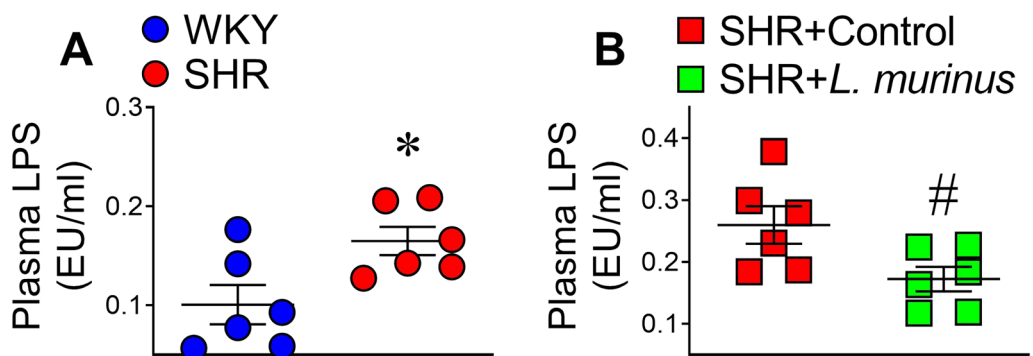 A
WKY
SHR
Plasma LPS
(EU/ml)
0.3
0.2
0.1
*
B
SHR+Control
SHR+L. murinus
Plasma LPS
(EU/ml)
0.4
0.3
0.2
0.1
#